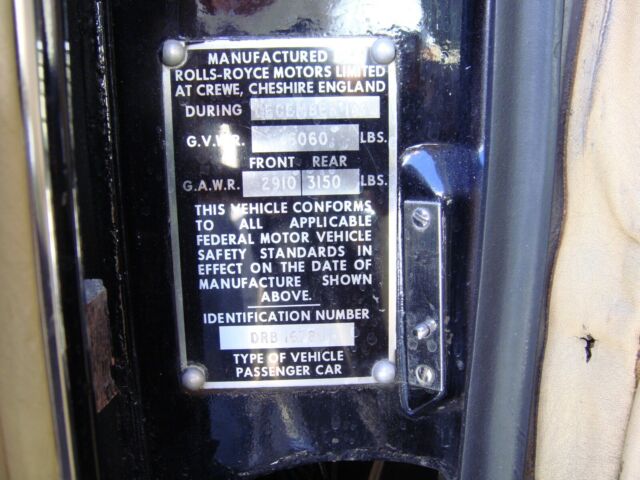 MANUFACTURED BY
ROLLS-ROYCE MOTORS LIMITED
AT CREWE, CHESHIRE ENGLAND
DURING
G.V.W.R. 6060 LBS.
FRONT REAR
G.A.W.R. 2910 3150 LBS.
THIS VEHICLE CONFORMS
TO ALL APPLICABLE
FEDERAL MOTOR VEHICLE
SAFETY STANDARDS IN
EFFECT ON THE DATE OF
MANUFACTURE SHOWN
ABOVE.
IDENTIFICATION NUMBER
DRB
TYPE OF VEHICLE
PASSENGER CAR